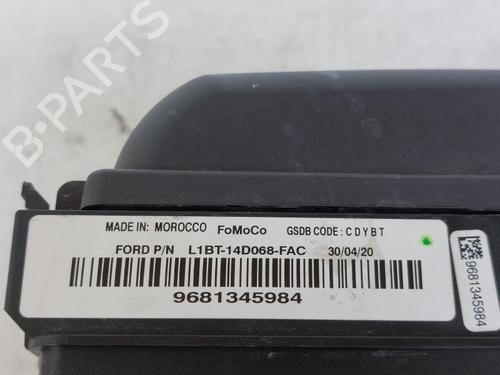 B-PARTS
MADE IN: MOROCCO FoMoCo GSDB CODE: C D Y B T
FORD P/N L1BT-14D068-FAC 30/04/20
9681345984
9681345984